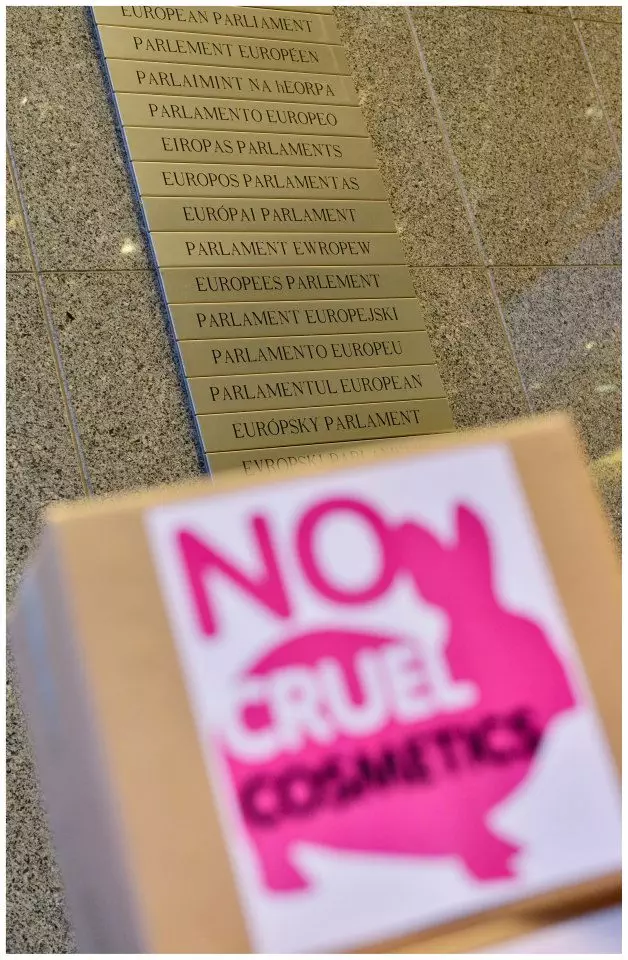 EUROPEAN PARLIAMENT
PARLEMENT EUROPÉEN
PARLAIMINT NA hEORPA
PARLAMENTO EUROPEO
EIROPAS PARLAMENTS
EUROPOS PARLAMENTAS
EURÓPAI PARLAMENT
PARLAMENT EWROPEW
EUROPEES PARLEMENT
PARLAMENT EUROPEJSKI
PARLAMENTO EUROPEU
PARLAMENTUL EUROPEAN
EURÓPSKY PARLAMENT
EVROPSKI
NO
CRUEL
COSMETICS